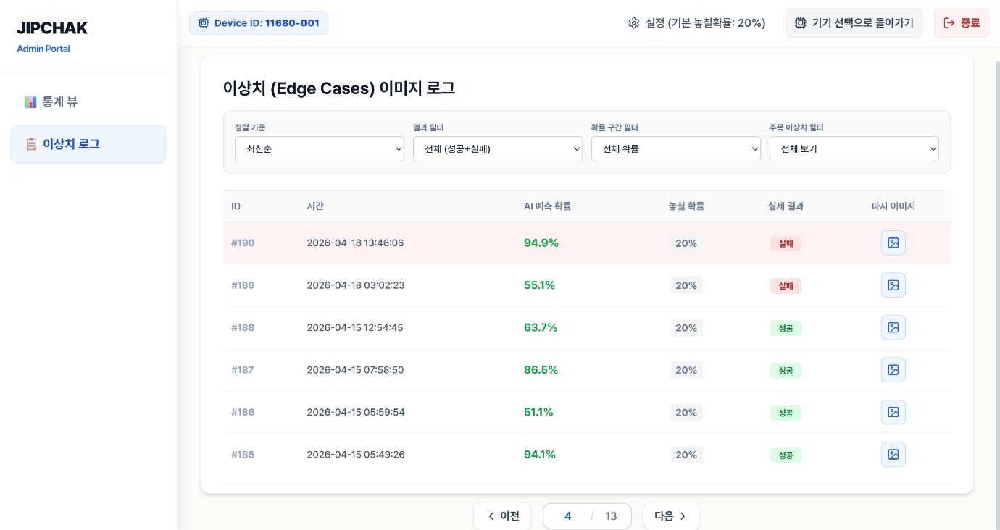 JIPCHAK
Admin Portal
통계 뷰
이상치 로그
Device ID: 11680-001
설정 (기본 놓칠확률: 20%)
기기 선택으로 돌아가기
종료
이상치 (Edge Cases) 이미지 로그
정렬 기준 결과 필터 확률 구간 필터 주목 이상치 필터
최신순 전체 (성공+실패) 전체 확률 전체 보기
ID 시간 AI 예측 확률 놓칠 확률 실제 결과 파지 이미지
#190 2026-04-18 13:46:06 94.9% 20% 실패
#189 2026-04-18 03:02:23 55.1% 20% 실패
#188 2026-04-15 12:54:45 63.7% 20% 성공
#187 2026-04-15 07:58:50 86.5% 20% 성공
#186 2026-04-15 05:59:54 51.1% 20% 성공
#185 2026-04-15 05:49:26 94.1% 20% 성공
이전 4 / 13 다음